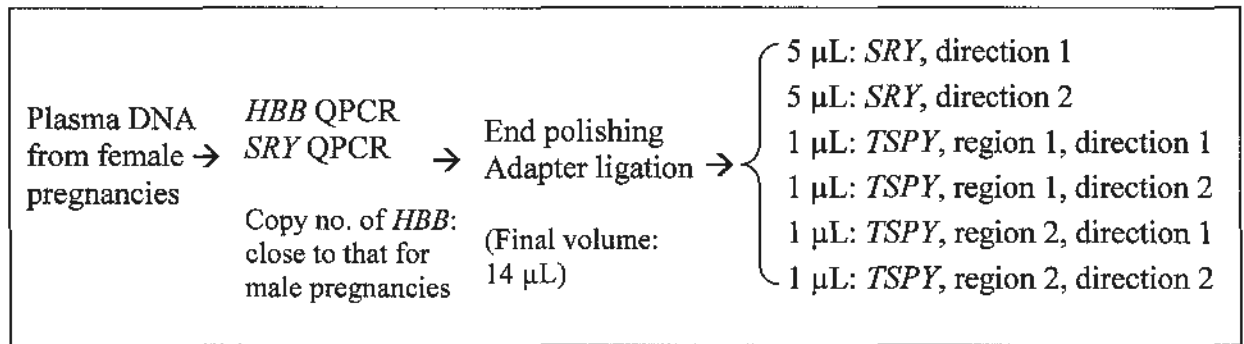 Plasma DNA
from female →
pregnancies
HBB QPCR
SRY QPCR →
Copy no. of HBB:
close to that for
male pregnancies
End polishing
Adapter ligation →
(Final volume:
14 μL)
5 μL: SRY, direction 1
5 μL: SRY, direction 2
1 μL: TSPY, region 1, direction 1
1 μL: TSPY, region 1, direction 2
1 μL: TSPY, region 2, direction 1
1 μL: TSPY, region 2, direction 2